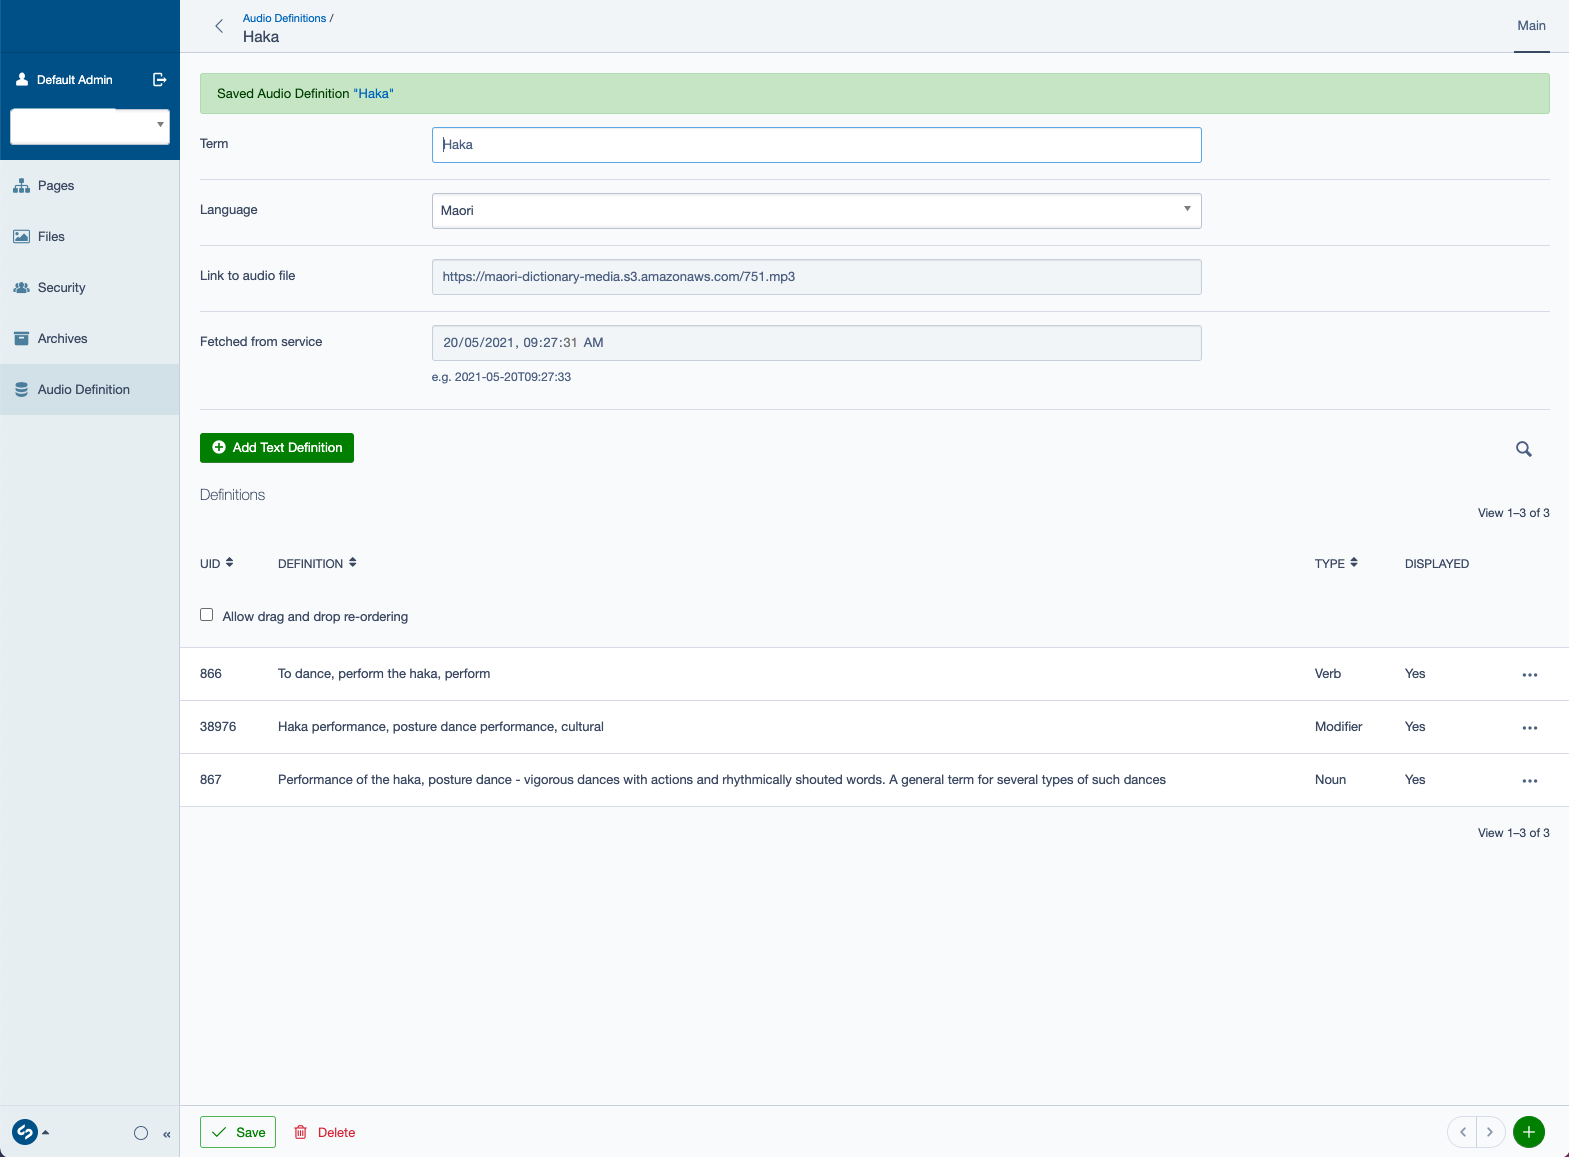 Audio Definitions /
Haka
Main
Default Admin
Saved Audio Definition "Haka"
Term
Haka
Pages
Language
Maori
Files
Link to audio file
https://maori-dictionary-media.s3.amazonaws.com/751.mp3
Security
Fetched from service
20/05/2021, 09:27:31 AM
Archives
e.g. 2021-05-20T09:27:33
Audio Definition
Add Text Definition
Definitions
View 1–3 of 3
UID DEFINITION TYPE DISPLAYED
Allow drag and drop re-ordering
866 To dance, perform the haka, perform Verb Yes
38976 Haka performance, posture dance performance, cultural Modifier Yes
867 Performance of the haka, posture dance - vigorous dances with actions and rhythmically shouted words. A general term for several types of such dances Noun Yes
View 1–3 of 3
Save Delete